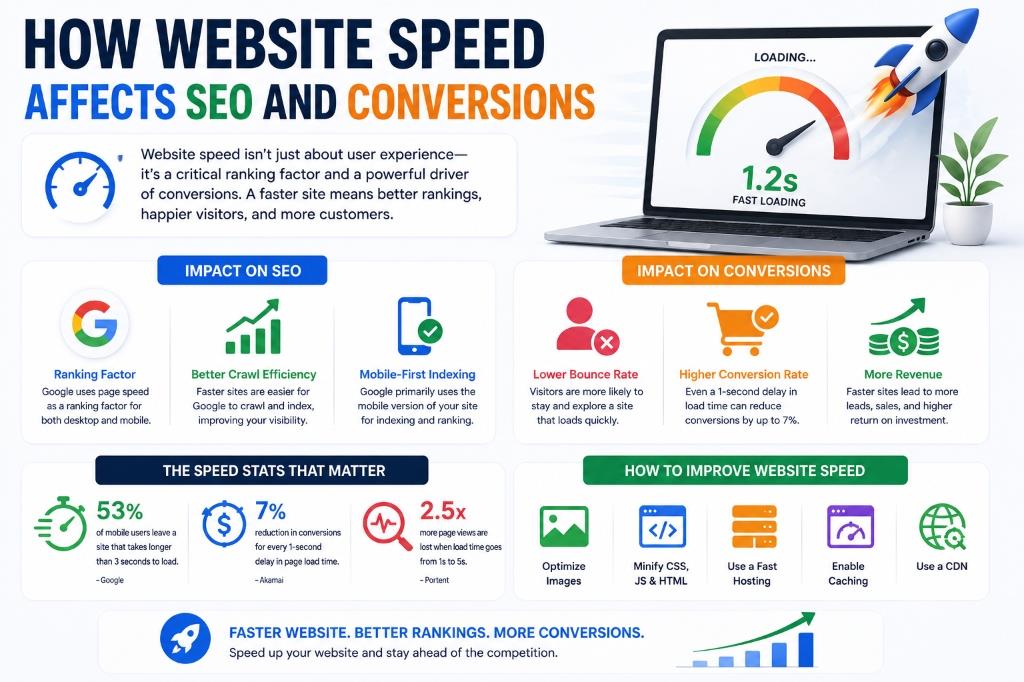 HOW WEBSITE SPEED
AFFECTS SEO AND CONVERSIONS
Website speed isn't just about user experience—
it's a critical ranking factor and a powerful driver
of conversions. A faster site means better rankings,
happier visitors, and more customers.
LOADING...
1.2s
FAST LOADING
IMPACT ON SEO
G
Ranking Factor
Google uses page speed
as a ranking factor for
both desktop and mobile.
Better Crawl Efficiency
Faster sites are easier for
Google to crawl and index,
improving your visibility.
Mobile-First Indexing
Google primarily uses the
mobile version of your site
for indexing and ranking.
IMPACT ON CONVERSIONS
Lower Bounce Rate
Visitors are more likely to
stay and explore a site
that loads quickly.
Higher Conversion Rate
Even a 1-second delay in
load time can reduce
conversions by up to 7%.
$
More Revenue
Faster sites lead to more
leads, sales, and higher
return on investment.
THE SPEED STATS THAT MATTER
53%
of mobile users leave a
site that takes longer
than 3 seconds to load.
– Google
$
7%
reduction in conversions
for every 1-second
delay in page load time.
– Akamai
2.5x
more page views are
lost when load time goes
from 1s to 5s.
– Portent
HOW TO IMPROVE WEBSITE SPEED
Optimize
Images
</>
Minify CSS,
JS & HTML
Use a Fast
Hosting
Enable
Caching
Use a CDN
FASTER WEBSITE. BETTER RANKINGS. MORE CONVERSIONS.
Speed up your website and stay ahead of the competition.